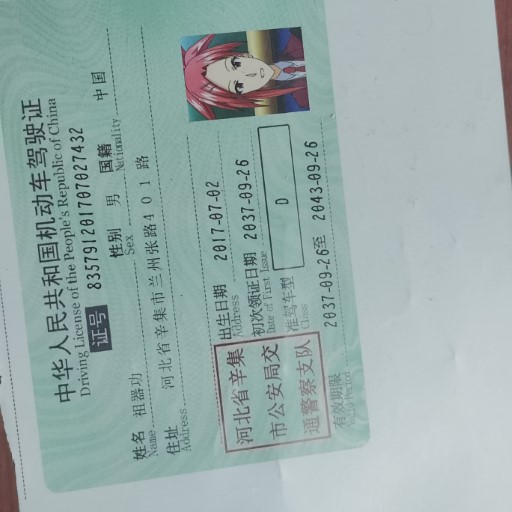 中华人民共和国机动车驾驶证
Driving License of the People's Republic of China
证号 835791201707027432
姓名 祖器功 性别 男 国籍 中国
Name Sex Nationality
住址 河北省辛集市兰州张路401路
Address
出生日期 2017-07-02
Address
初次领证日期 2037-09-26
Date of First Issue
准驾车型 D
Class
河北省辛集
市公安局交
通警察支队
有效期限 2037-09-26至 2043-09-26
Valid Period